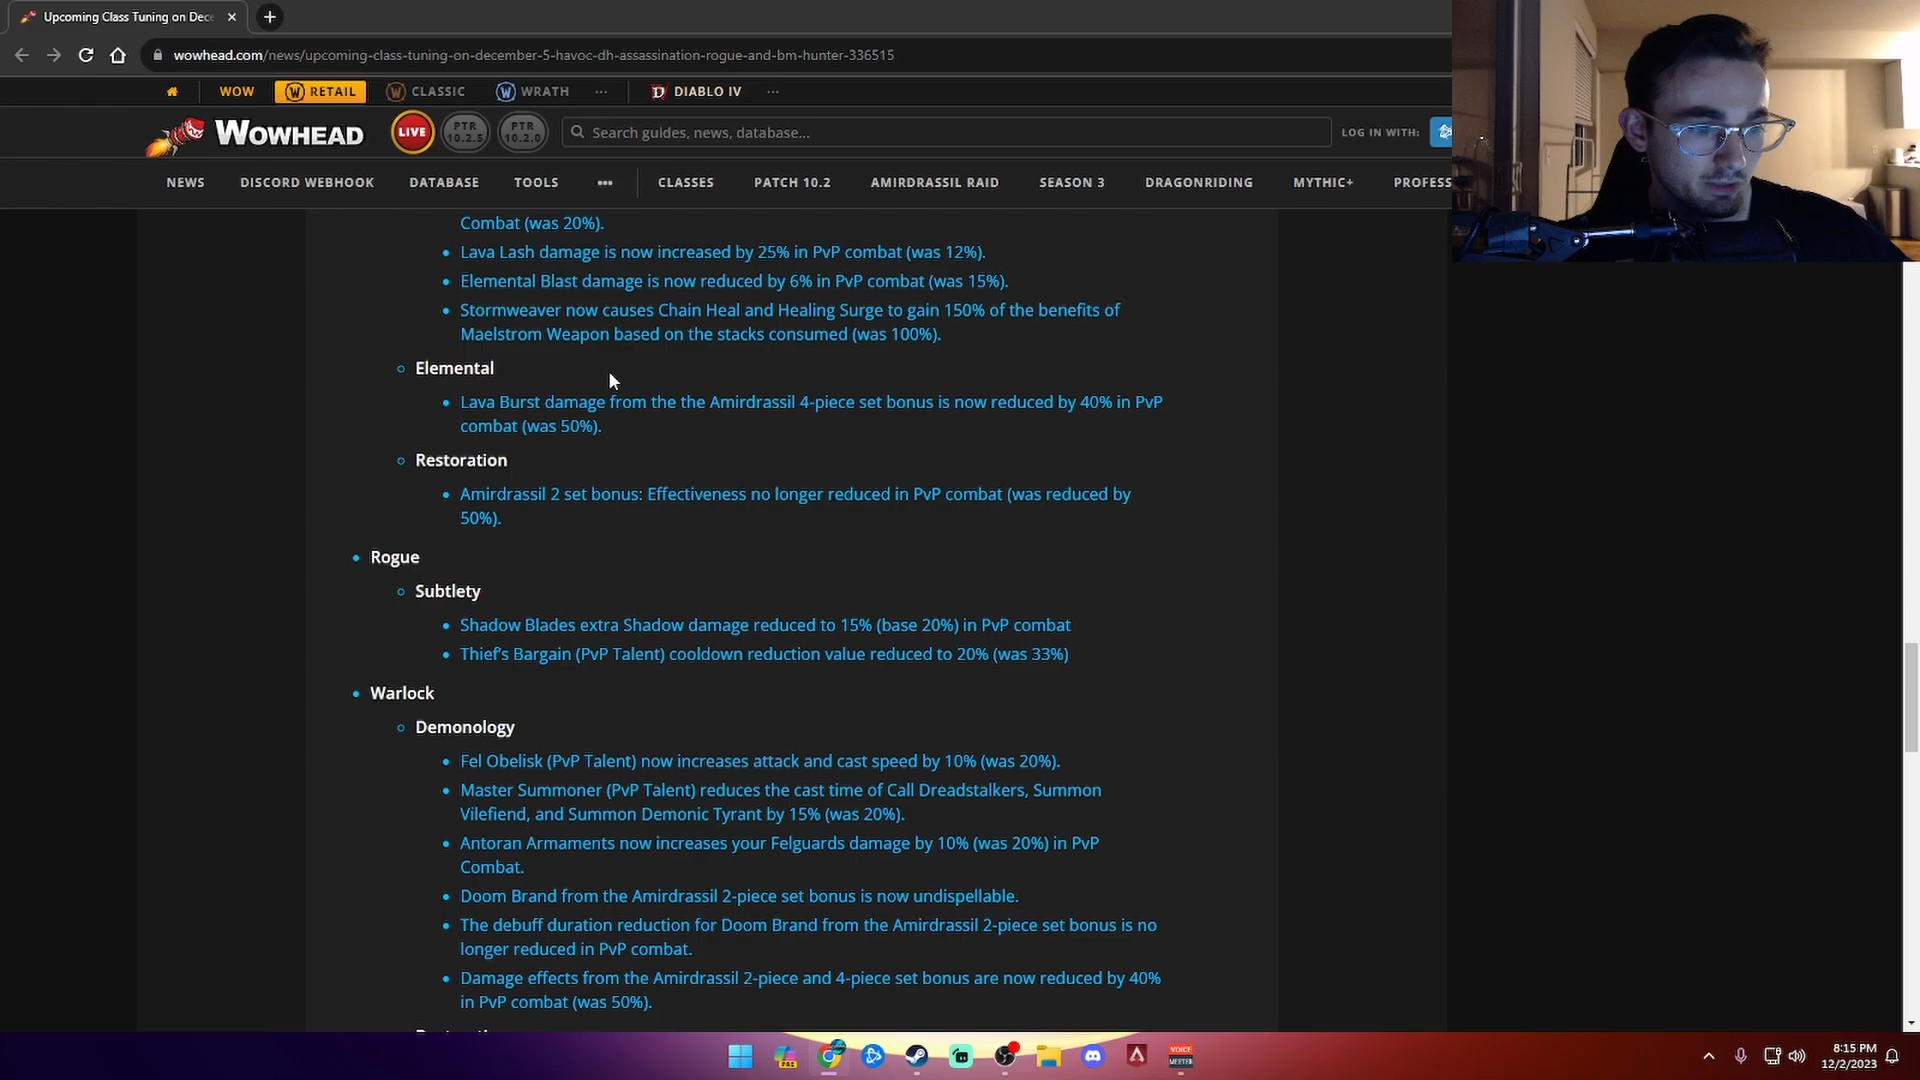 Upcoming Class Tuning on Dece
wowhead.com/news/upcoming-class-tuning-on-december-5-havoc-dh-assassination-rogue-and-bm-hunter-336515
WOW RETAIL CLASSIC WRATH ... DIABLO IV ...
WOWHEAD LIVE PTR 10.2.5 PTR 10.2.0 Search guides, news, database... LOG IN WITH:
NEWS DISCORD WEBHOOK DATABASE TOOLS ... CLASSES PATCH 10.2 AMIRDRASSIL RAID SEASON 3 DRAGONRIDING MYTHIC+ PROFESS
Combat (was 20%).
Lava Lash damage is now increased by 25% in PvP combat (was 12%).
Elemental Blast damage is now reduced by 6% in PvP combat (was 15%).
Stormweaver now causes Chain Heal and Healing Surge to gain 150% of the benefits of
Maelstrom Weapon based on the stacks consumed (was 100%).
Elemental
Lava Burst damage from the the Amirdrassil 4-piece set bonus is now reduced by 40% in PvP
combat (was 50%).
Restoration
Amirdrassil 2 set bonus: Effectiveness no longer reduced in PvP combat (was reduced by
50%).
Rogue
Subtlety
Shadow Blades extra Shadow damage reduced to 15% (base 20%) in PvP combat
Thief's Bargain (PvP Talent) cooldown reduction value reduced to 20% (was 33%)
Warlock
Demonology
Fel Obelisk (PvP Talent) now increases attack and cast speed by 10% (was 20%).
Master Summoner (PvP Talent) reduces the cast time of Call Dreadstalkers, Summon
Vilefiend, and Summon Demonic Tyrant by 15% (was 20%).
Antoran Armaments now increases your Felguards damage by 10% (was 20%) in PvP
Combat.
Doom Brand from the Amirdrassil 2-piece set bonus is now undispellable.
The debuff duration reduction for Doom Brand from the Amirdrassil 2-piece set bonus is no
longer reduced in PvP combat.
Damage effects from the Amirdrassil 2-piece and 4-piece set bonus are now reduced by 40%
in PvP combat (was 50%).
VOICE
MEETER
8:15 PM
12/2/2023